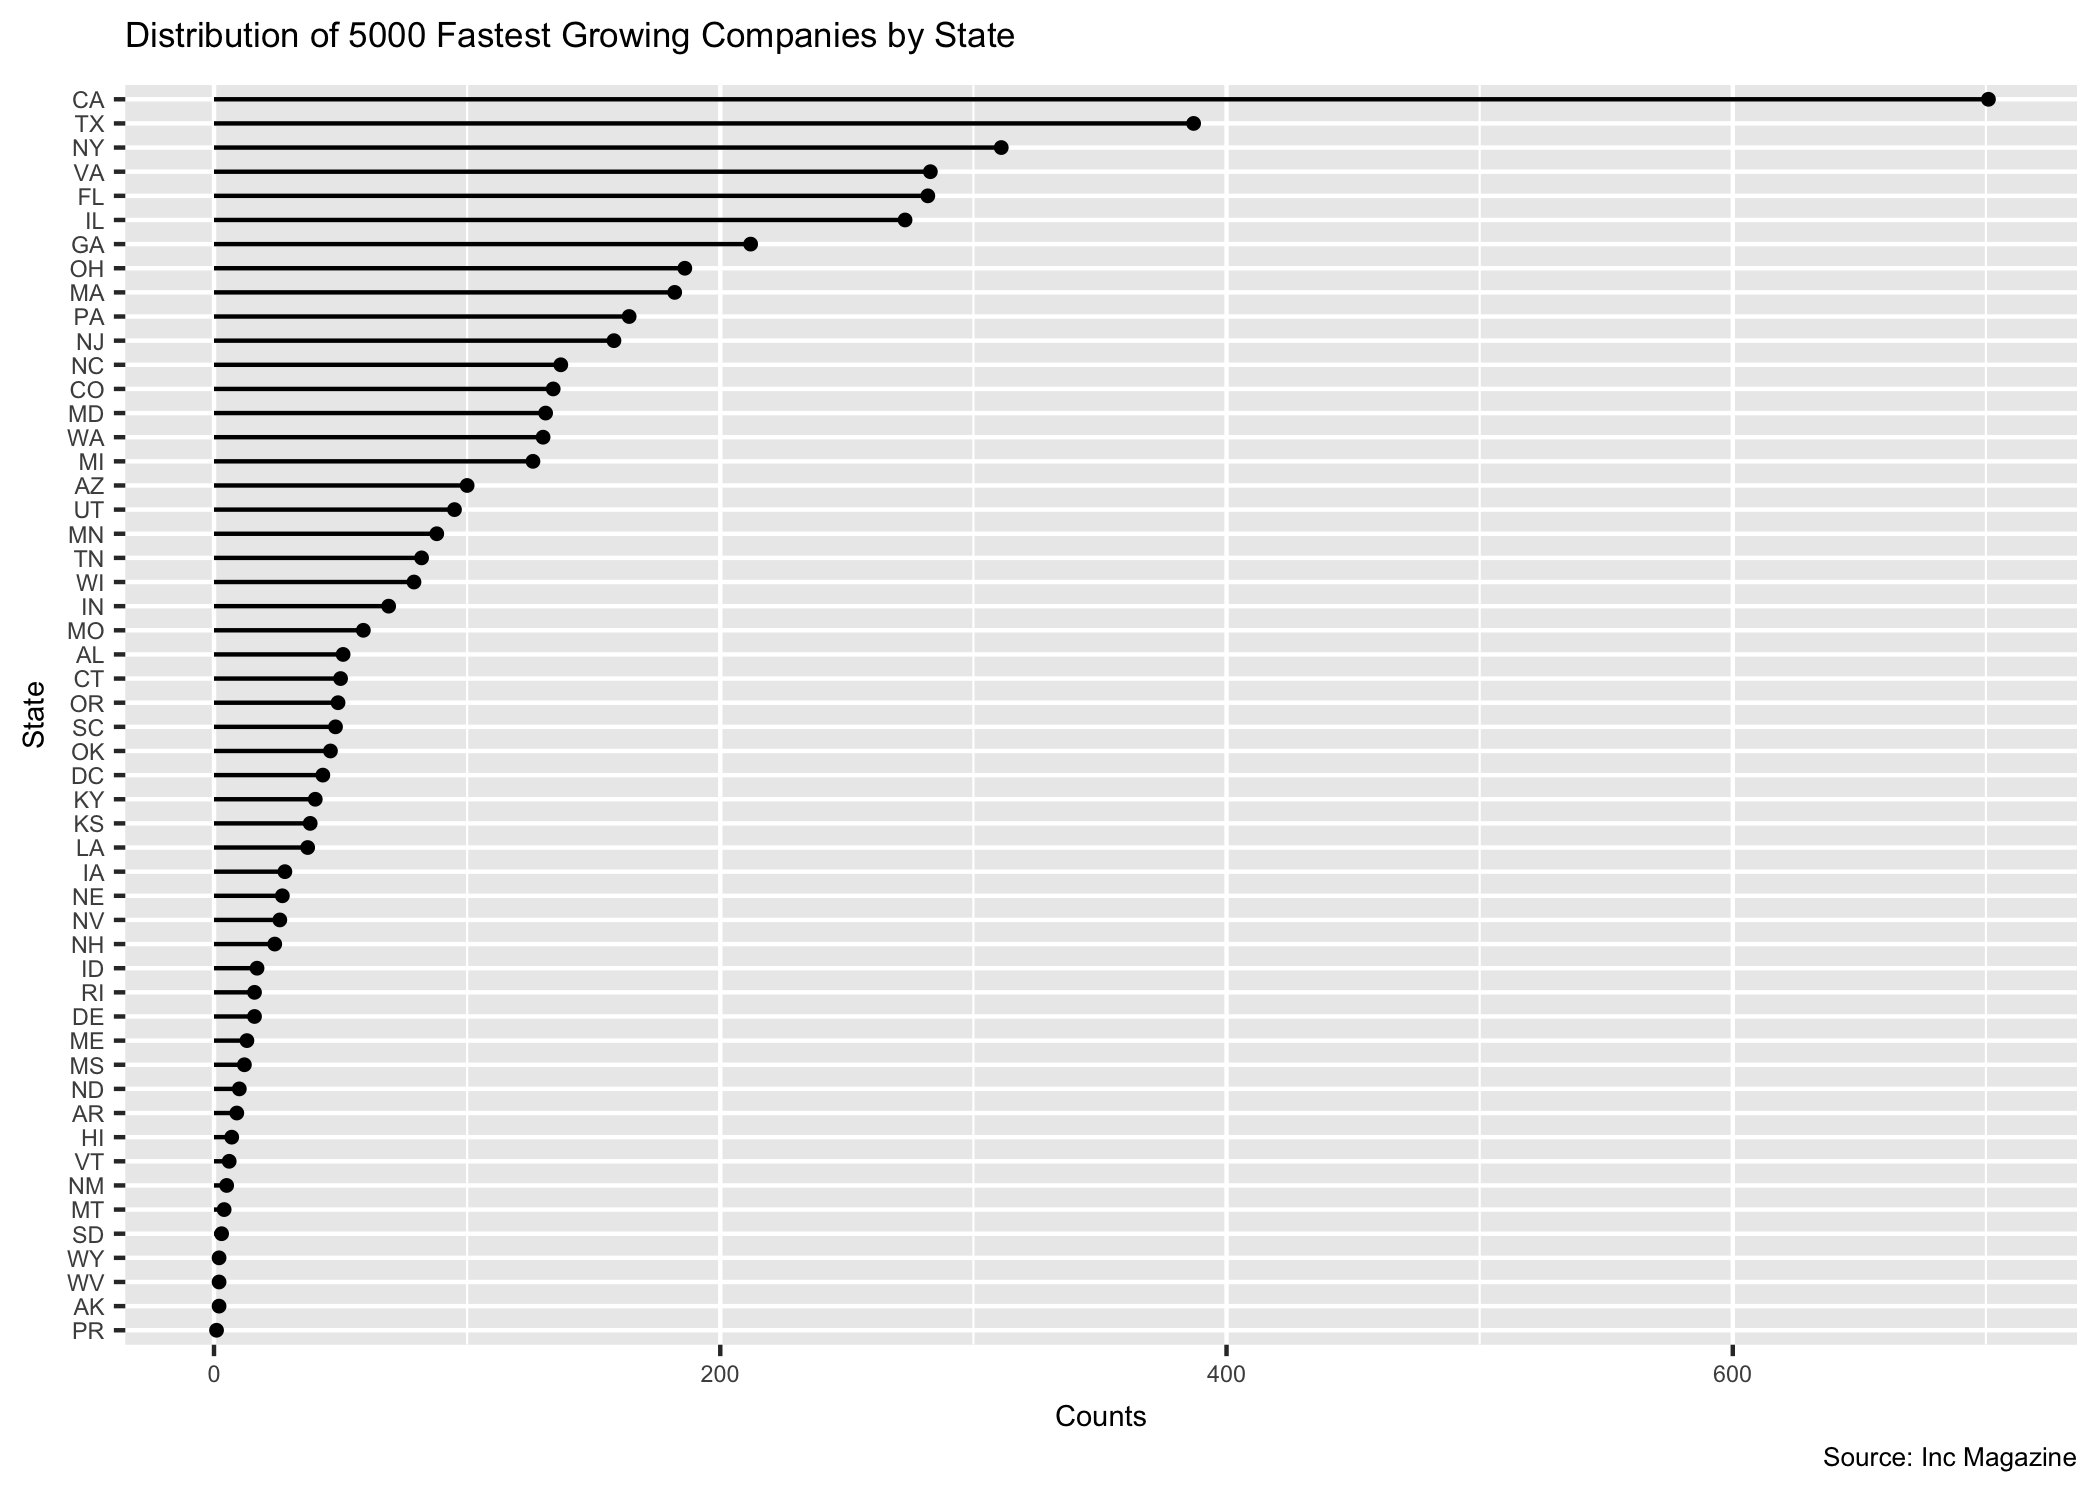 Distribution of 5000 Fastest Growing Companies by State
CA
TX
NY
VA
FL
IL
GA
OH
MA
PA
NJ
NC
CO
MD
WA
MI
AZ
UT
MN
TN
WI
IN
MO
AL
CT
OR
SC
OK
DC
KY
KS
LA
IA
NE
NV
NH
ID
RI
DE
ME
MS
ND
AR
HI
VT
NM
MT
SD
WY
WV
AK
PR
State
0 200 400 600
Counts
Source: Inc Magazine